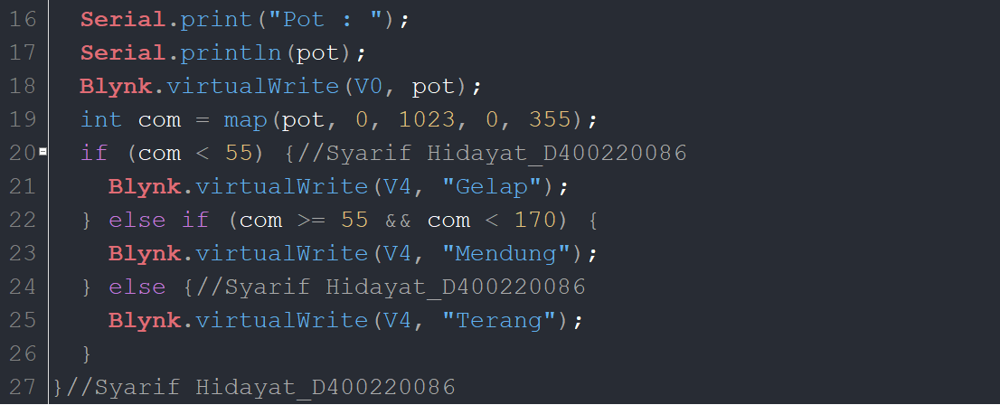 16 Serial.print("Pot : ");
17 Serial.println(pot);
18 Blynk.virtualWrite(V0, pot);
19 int com = map(pot, 0, 1023, 0, 355);
20 if (com < 55) {//Syarif Hidayat_D400220086
21 Blynk.virtualWrite(V4, "Gelap");
22 } else if (com >= 55 && com < 170) {
23 Blynk.virtualWrite(V4, "Mendung");
24 } else {//Syarif Hidayat_D400220086
25 Blynk.virtualWrite(V4, "Terang");
26 }
27 }//Syarif Hidayat_D400220086